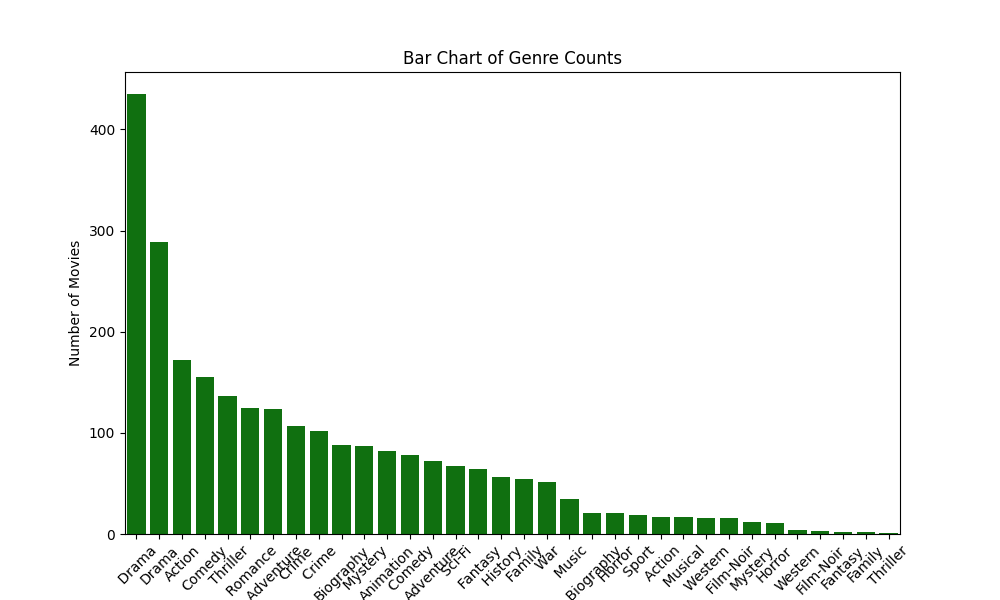 Bar Chart of Genre Counts
Number of Movies
400
300
200
100
0
Drama
Drama
Action
Comedy
Thriller
Romance
Adventure
Crime
Crime
Biography
Mystery
Animation
Comedy
Adventure
Sci-Fi
Fantasy
History
Family
War
Music
Biography
Horror
Sport
Action
Musical
Western
Film-Noir
Mystery
Horror
Western
Film-Noir
Fantasy
Family
Thriller